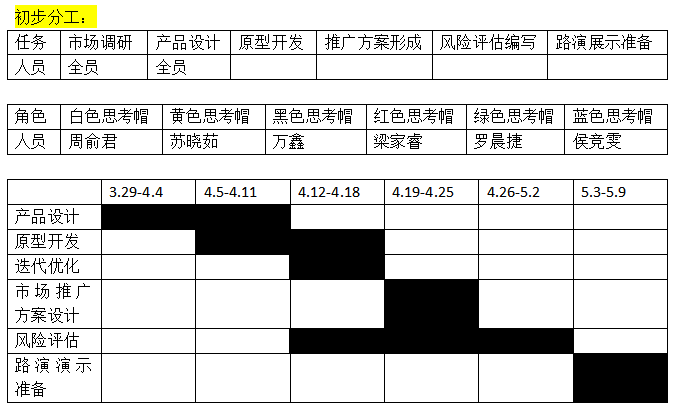 初步分工：
任务 市场调研 产品设计 原型开发 推广方案形成 风险评估编写 路演展示准备
人员 全员 全员
角色 白色思考帽 黄色思考帽 黑色思考帽 红色思考帽 绿色思考帽 蓝色思考帽
人员 周俞君 苏晓茹 万鑫 梁家睿 罗晨捷 侯竞雯
3.29-4.4 4.5-4.11 4.12-4.18 4.19-4.25 4.26-5.2 5.3-5.9
产品设计
原型开发
迭代优化
市场推广
方案设计
风险评估
路演演示
准备